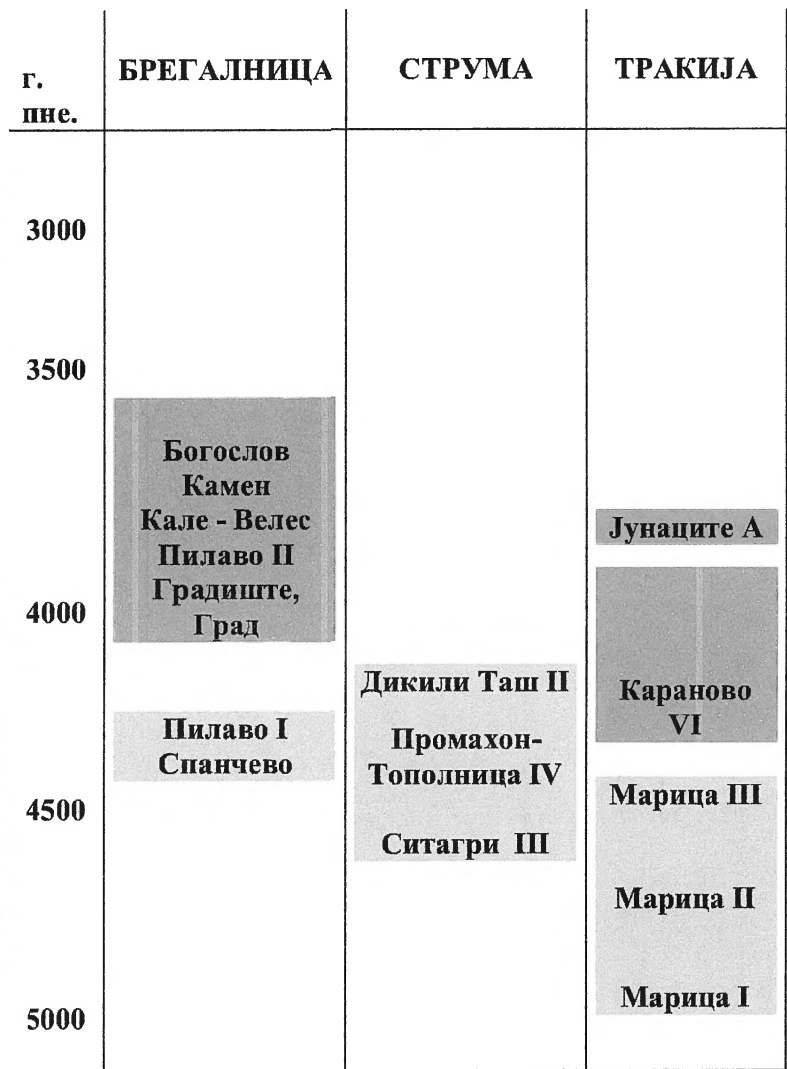 г.
пне.
БРЕГАЛНИЦА
СТРУМА
ТРАКИЈА
3000
3500
4000
4500
5000
Богослов
Камен
Кале - Велес
Пилаво II
Градиште,
Град
Пилаво I
Спанчево
Дикили Таш II
Промахон-
Тополница IV
Ситагри III
Јунаците А
Караново
VI
Марица III
Марица II
Марица I